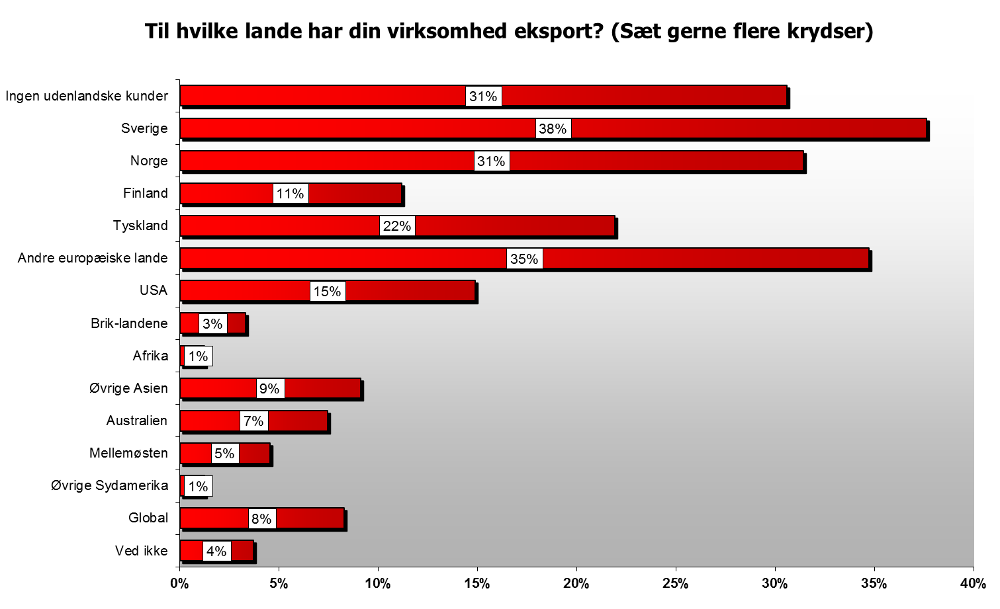 Til hvilke lande har din virksomhed eksport? (Sæt gerne flere krydser)
Ingen udenlandske kunder 31%
Sverige 38%
Norge 31%
Finland 11%
Tyskland 22%
Andre europæiske lande 35%
USA 15%
Brik-landene 3%
Afrika 1%
Øvrige Asien 9%
Australien 7%
Mellemøsten 5%
Øvrige Sydamerika 1%
Global 8%
Ved ikke 4%
0% 5% 10% 15% 20% 25% 30% 35% 40%